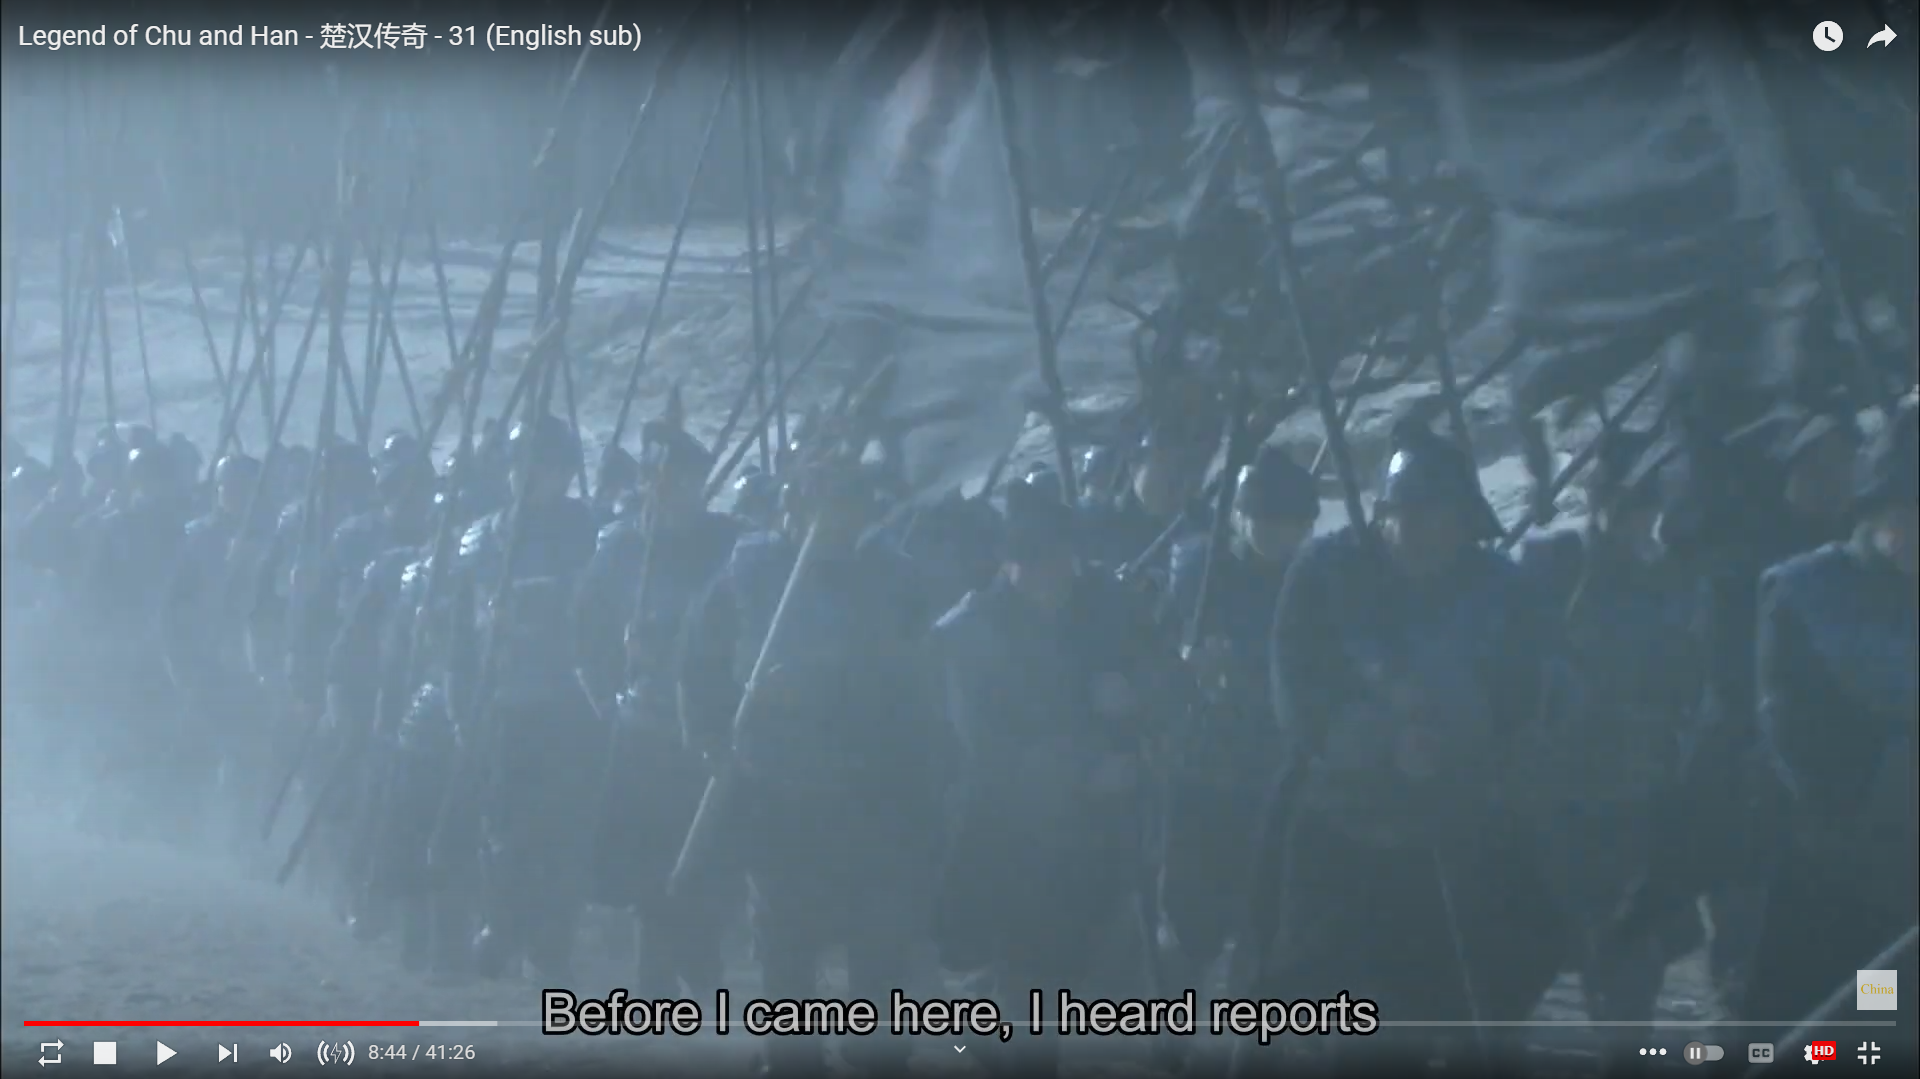 Legend of Chu and Han - 楚汉传奇 - 31 (English sub)
China
Before I came here, I heard reports
8:44 / 41:26
CC
HD